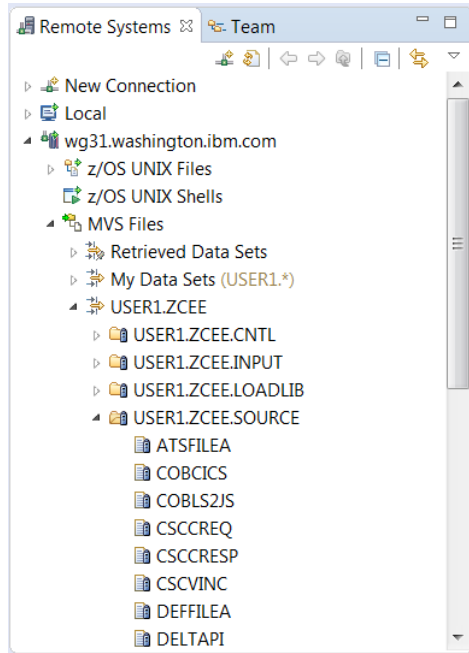 Remote Systems Team
New Connection
Local
wg31.washington.ibm.com
z/OS UNIX Files
z/OS UNIX Shells
MVS Files
Retrieved Data Sets
My Data Sets (USER1.*)
USER1.ZCEE
USER1.ZCEE.CNTL
USER1.ZCEE.INPUT
USER1.ZCEE.LOADLIB
USER1.ZCEE.SOURCE
ATSFILEA
COBCICS
COBLS2JS
CSCCREQ
CSCCRESP
CSCVINC
DEFFILEA
DELTAPI